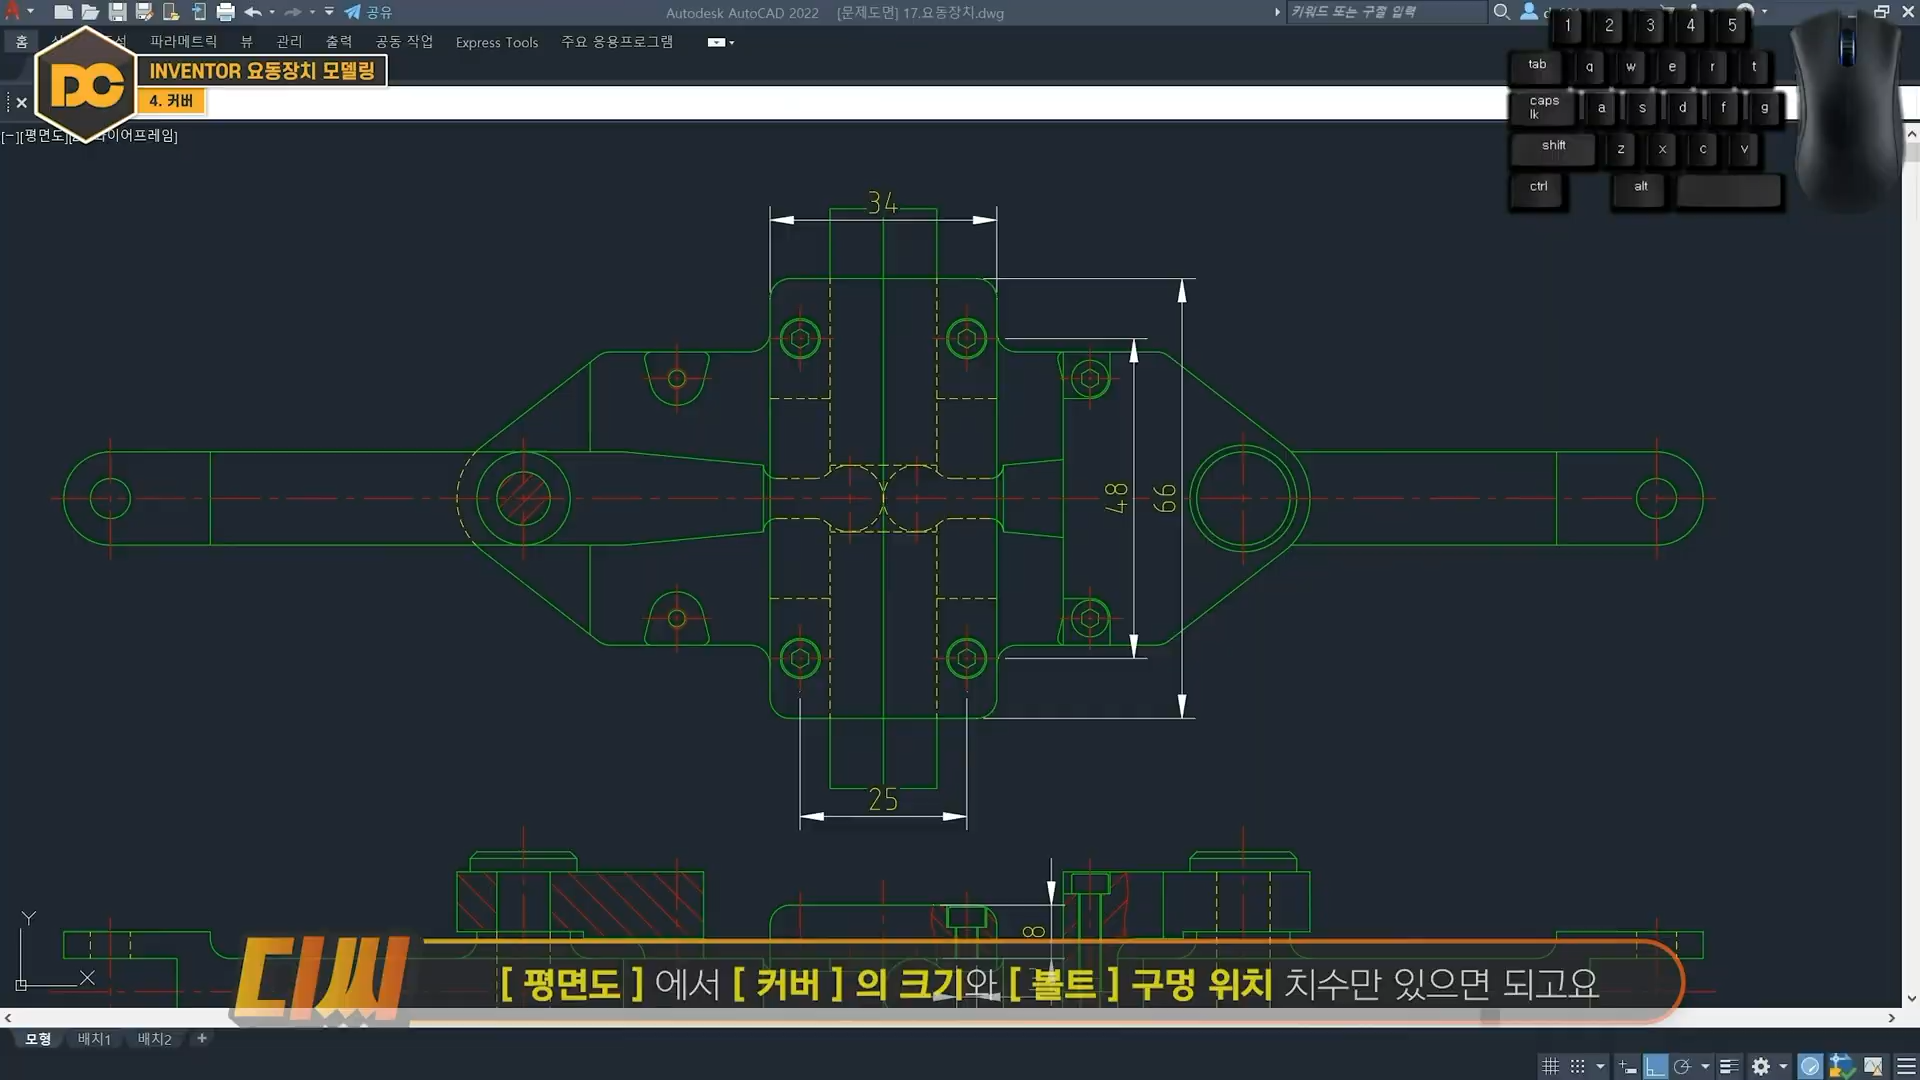 공유
Autodesk AutoCAD 2022 [문제도면] 17.요동장치.dwg
키워드 또는 구절 입력
홈
파라메트릭
뷰
관리
출력
공동 작업
Express Tools
주요 응용프로그램
DC
INVENTOR 요동장치 모델링
4. 커버
1 2 3 4 5
tab q w e r t
caps lk a s d f g
shift z x c v
ctrl alt
34
48
66
25
8
Y
X
디씨
[ 평면도 ] 에서 [ 커버 ] 의 크기와 [ 볼트 ] 구멍 위치 치수만 있으면 되고요
모형 배치1 배치2 +